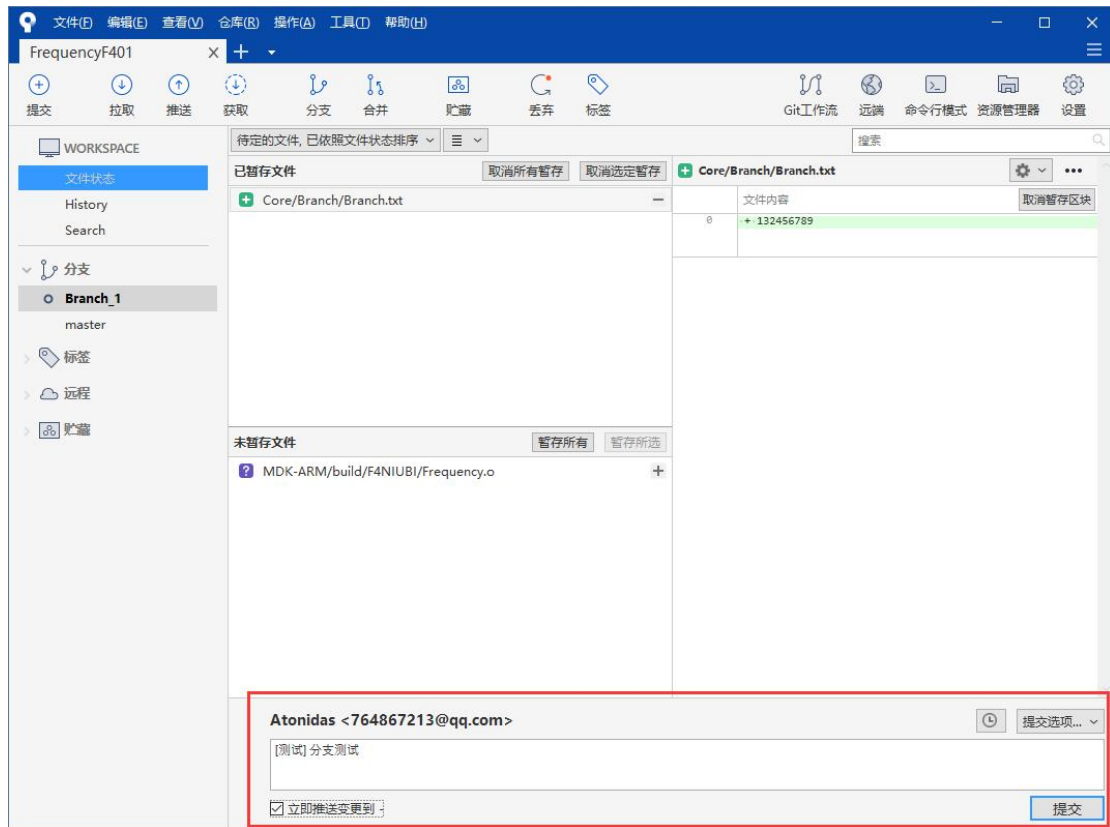 文件(F) 编辑(E) 查看(V) 仓库(R) 操作(A) 工具(T) 帮助(H)
FrequencyF401
提交 拉取 推送 获取 分支 合并 贮藏 丢弃 标签 Git工作流 远端 命令行模式 资源管理器 设置
WORKSPACE
文件状态
History
Search
分支
Branch_1
master
标签
远程
贮藏
待定的文件, 已依照文件状态排序
搜索
已暂存文件 取消所有暂存 取消选定暂存
Core/Branch/Branch.txt
未暂存文件 暂存所有 暂存所选
MDK-ARM/build/F4NIUBI/Frequency.o
Core/Branch/Branch.txt
文件内容 取消暂存区块
0 + 132456789
Atonidas <764867213@qq.com>
提交选项...
[测试] 分支测试
立即推送变更到 -
提交